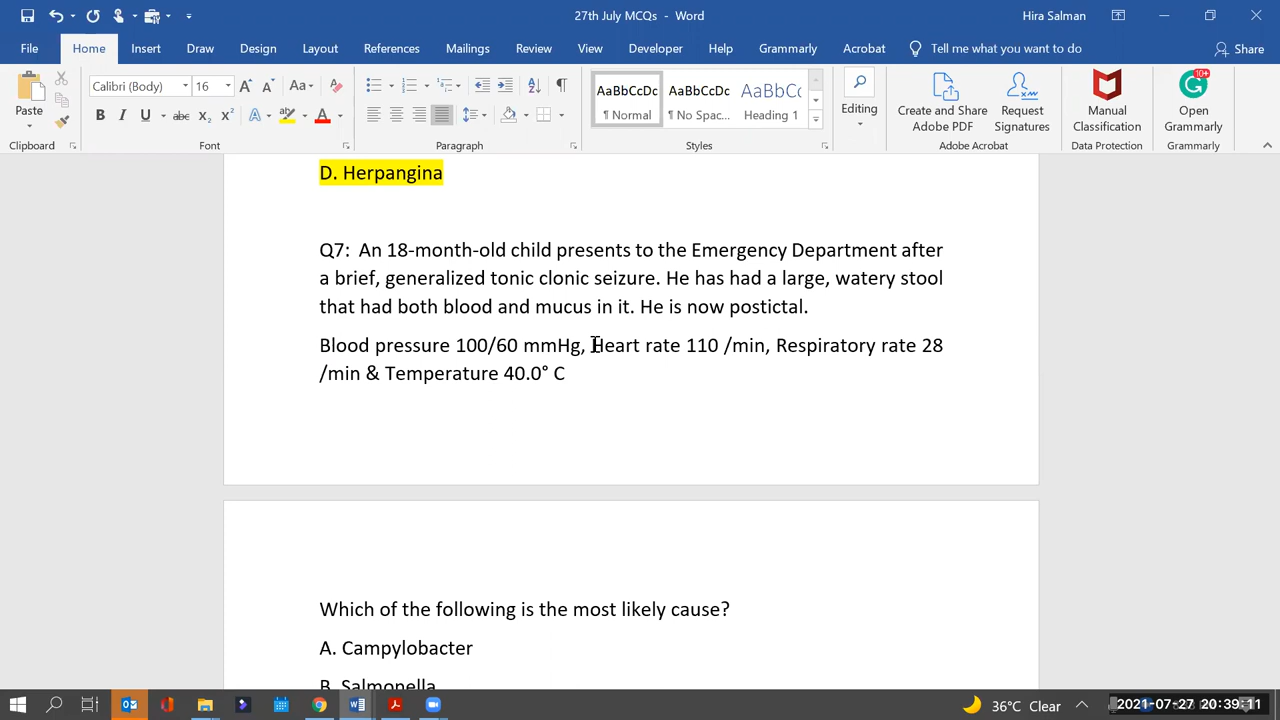 27th July MCQs - Word
Hira Salman
File Home Insert Draw Design Layout References Mailings Review View Developer Help Grammarly Acrobat Tell me what you want to do Share
Paste
Clipboard
Calibri (Body) 16
Aa
B I U abc X₂ X² A A
Font
Paragraph
AaBbCcDc AaBbCcDc AaBbCc
¶ Normal ¶ No Spac... Heading 1
Styles
Editing
Create and Share Adobe PDF
Request Signatures
Adobe Acrobat
Manual Classification
Data Protection
10+
Open Grammarly
Grammarly
D. Herpangina
Q7: An 18-month-old child presents to the Emergency Department after
a brief, generalized tonic clonic seizure. He has had a large, watery stool
that had both blood and mucus in it. He is now postictal.
Blood pressure 100/60 mmHg, Heart rate 110 /min, Respiratory rate 28
/min & Temperature 40.0° C
Which of the following is the most likely cause?
A. Campylobacter
B. Salmonella
36°C Clear
2021-07-27 20:39:11